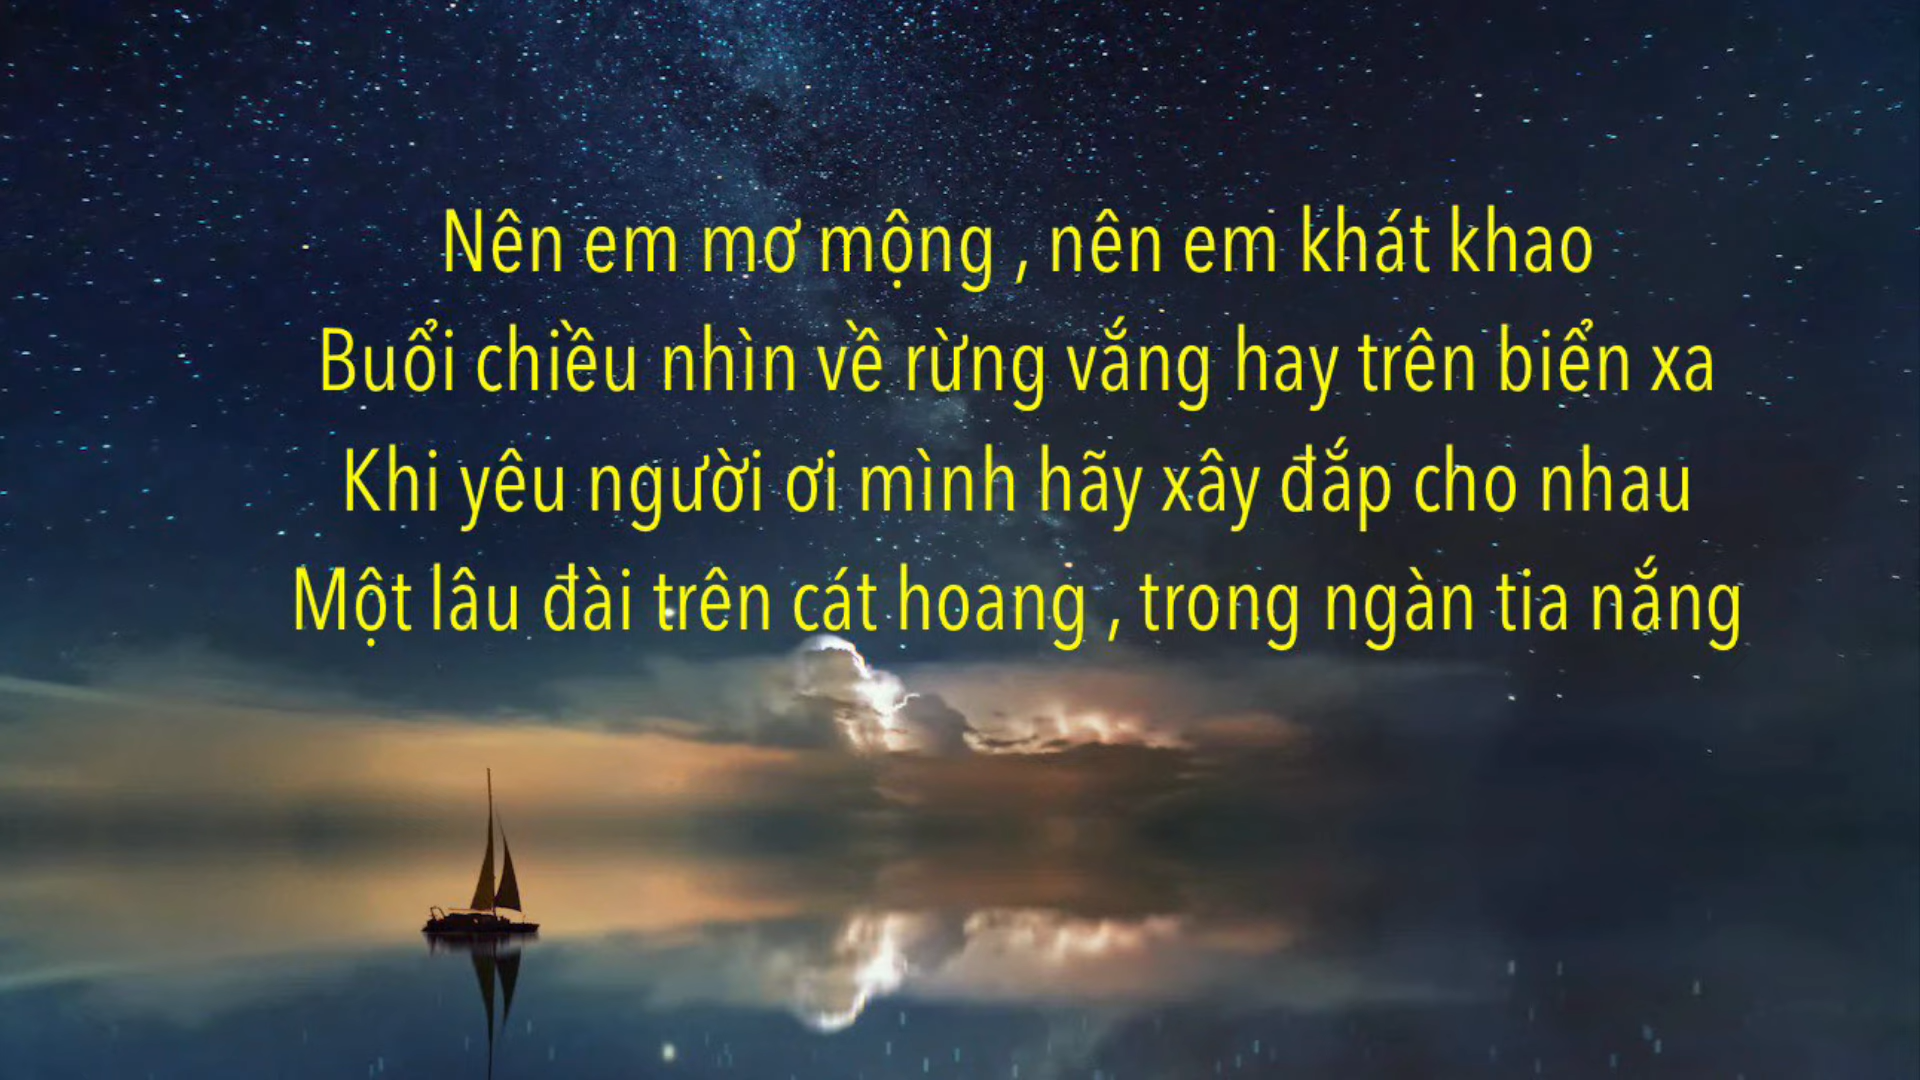 Nên em mơ mộng , nên em khát khao
Buổi chiều nhìn về rừng vắng hay trên biển xa
Khi yêu người ơi mình hãy xây đắp cho nhau
Một lâu đài trên cát hoang , trong ngàn tia nắng